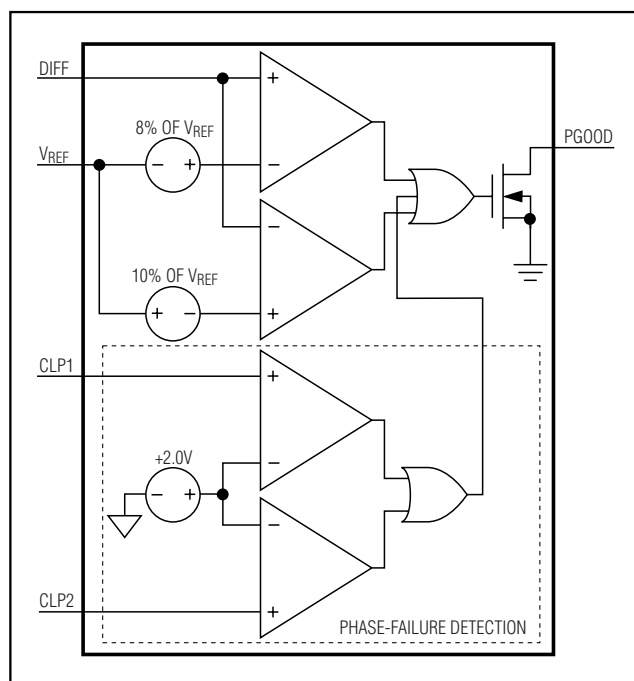 DIFF
8% OF VREF
VREF
− +
+
−
PGOOD
−
+
10% OF VREF
+ −
CLP1
+
−
+2.0V
− +
−
+
CLP2
PHASE-FAILURE DETECTION